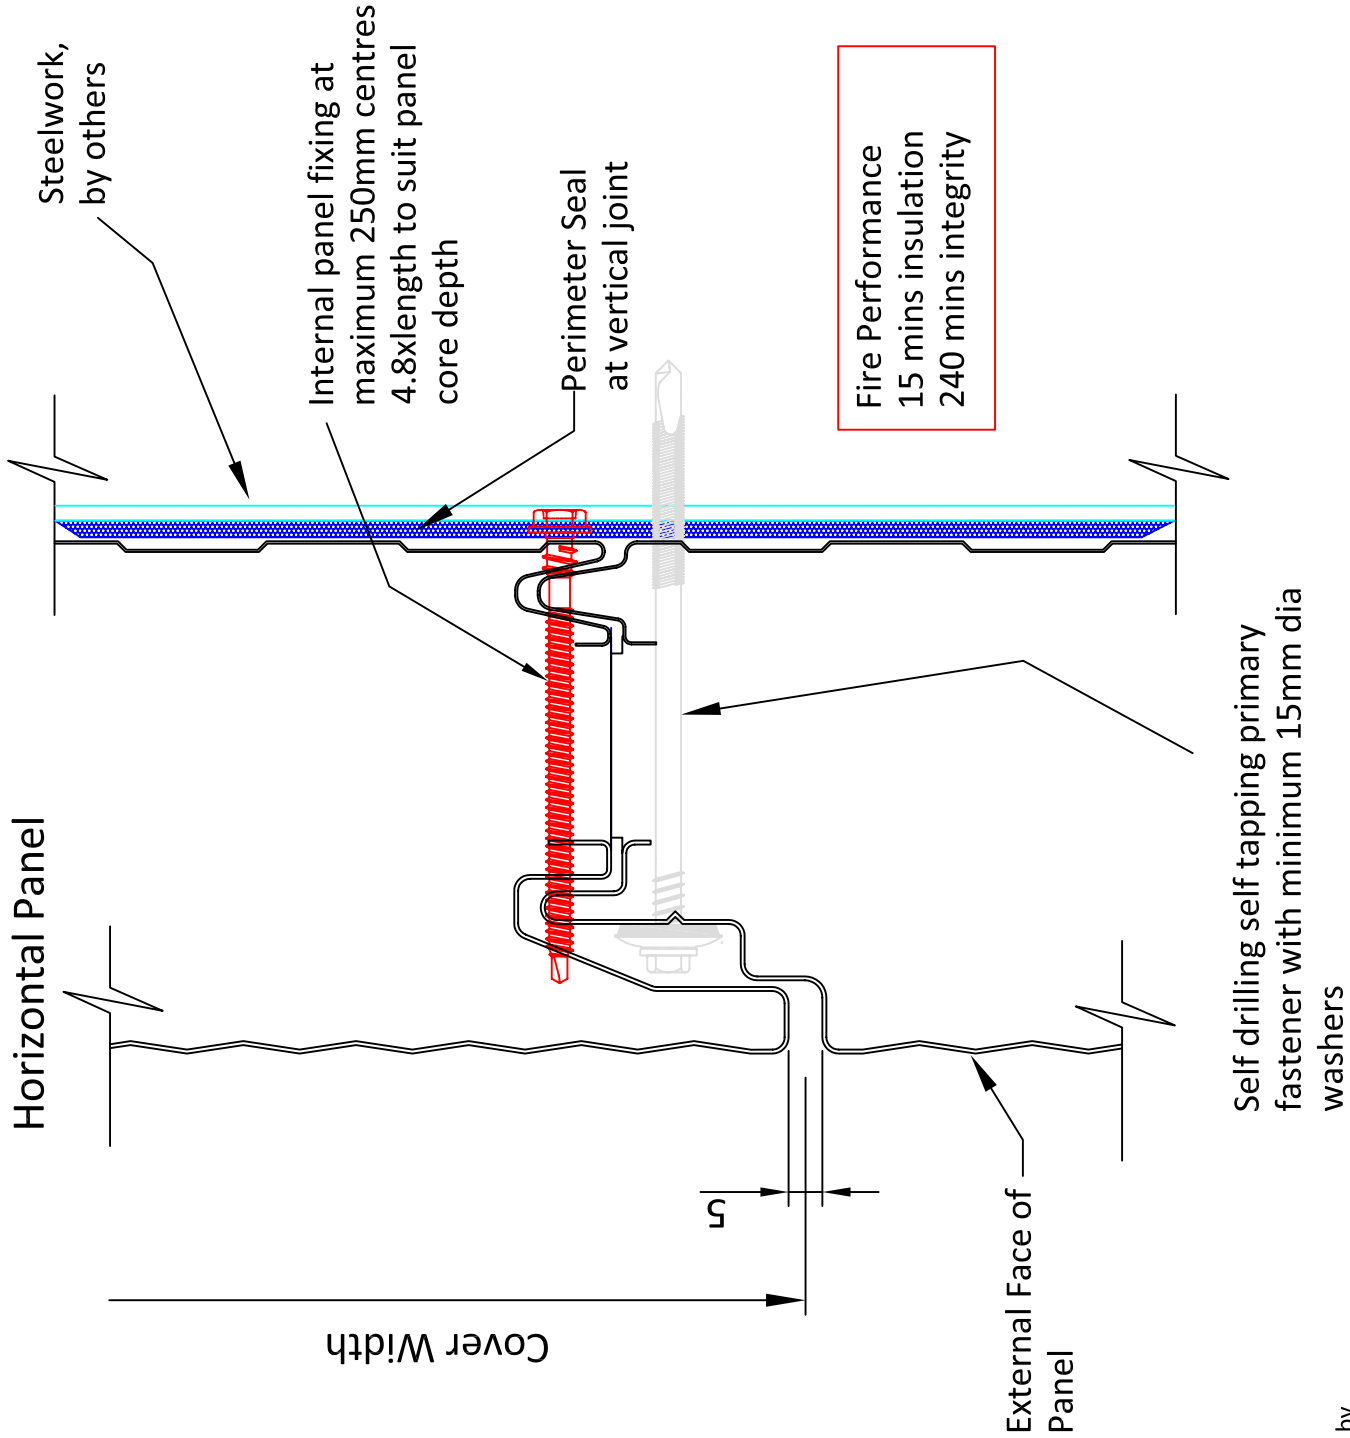 Horizontal Panel
Steelwork,
by others
Internal panel fixing at
maximum 250mm centres
4.8xlength to suit panel
core depth
Perimeter Seal
at vertical joint
Fire Performance
15 mins insulation
240 mins integrity
Self drilling self tapping primary
fastener with minimum 15mm dia
washers
External Face of
Panel
5
Cover Width
by